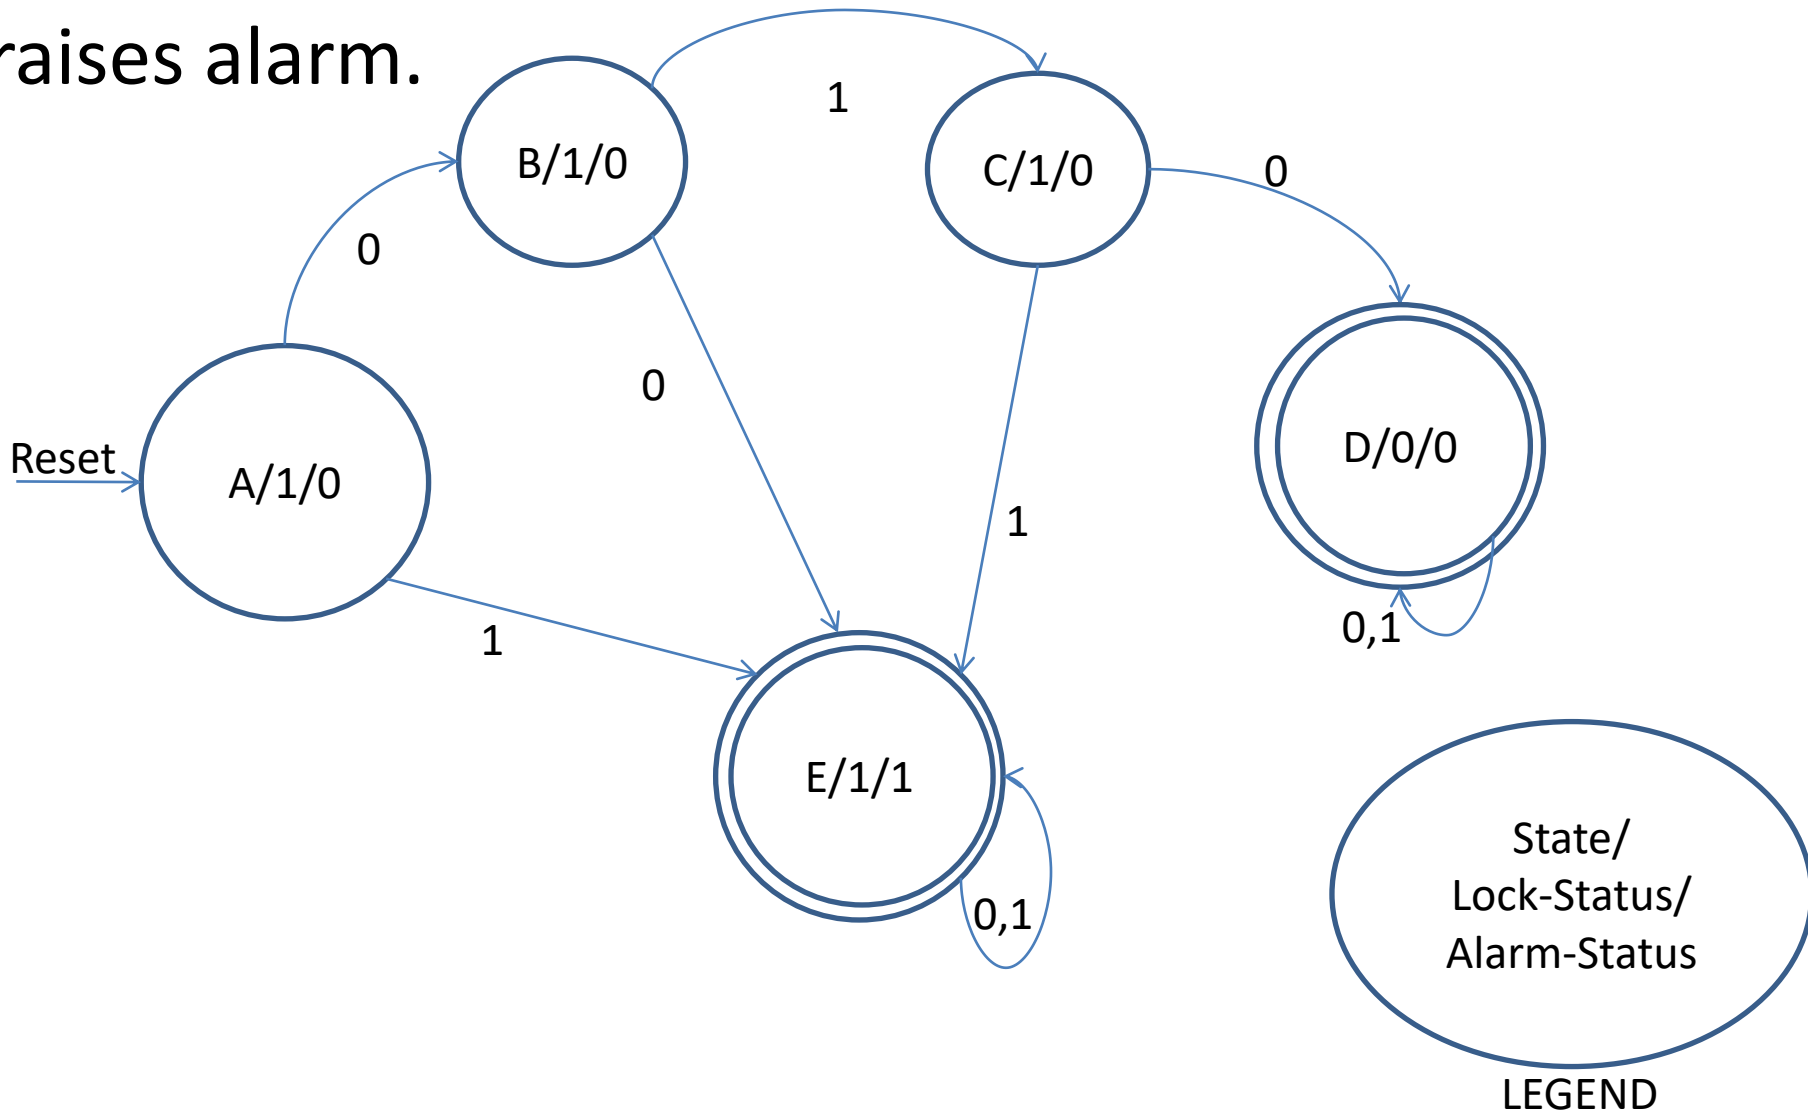 raises alarm.
1
B/1/0
C/1/0
0
0
0
D/0/0
Reset
A/1/0
1
0,1
1
E/1/1
0,1
State/
Lock-Status/
Alarm-Status
LEGEND